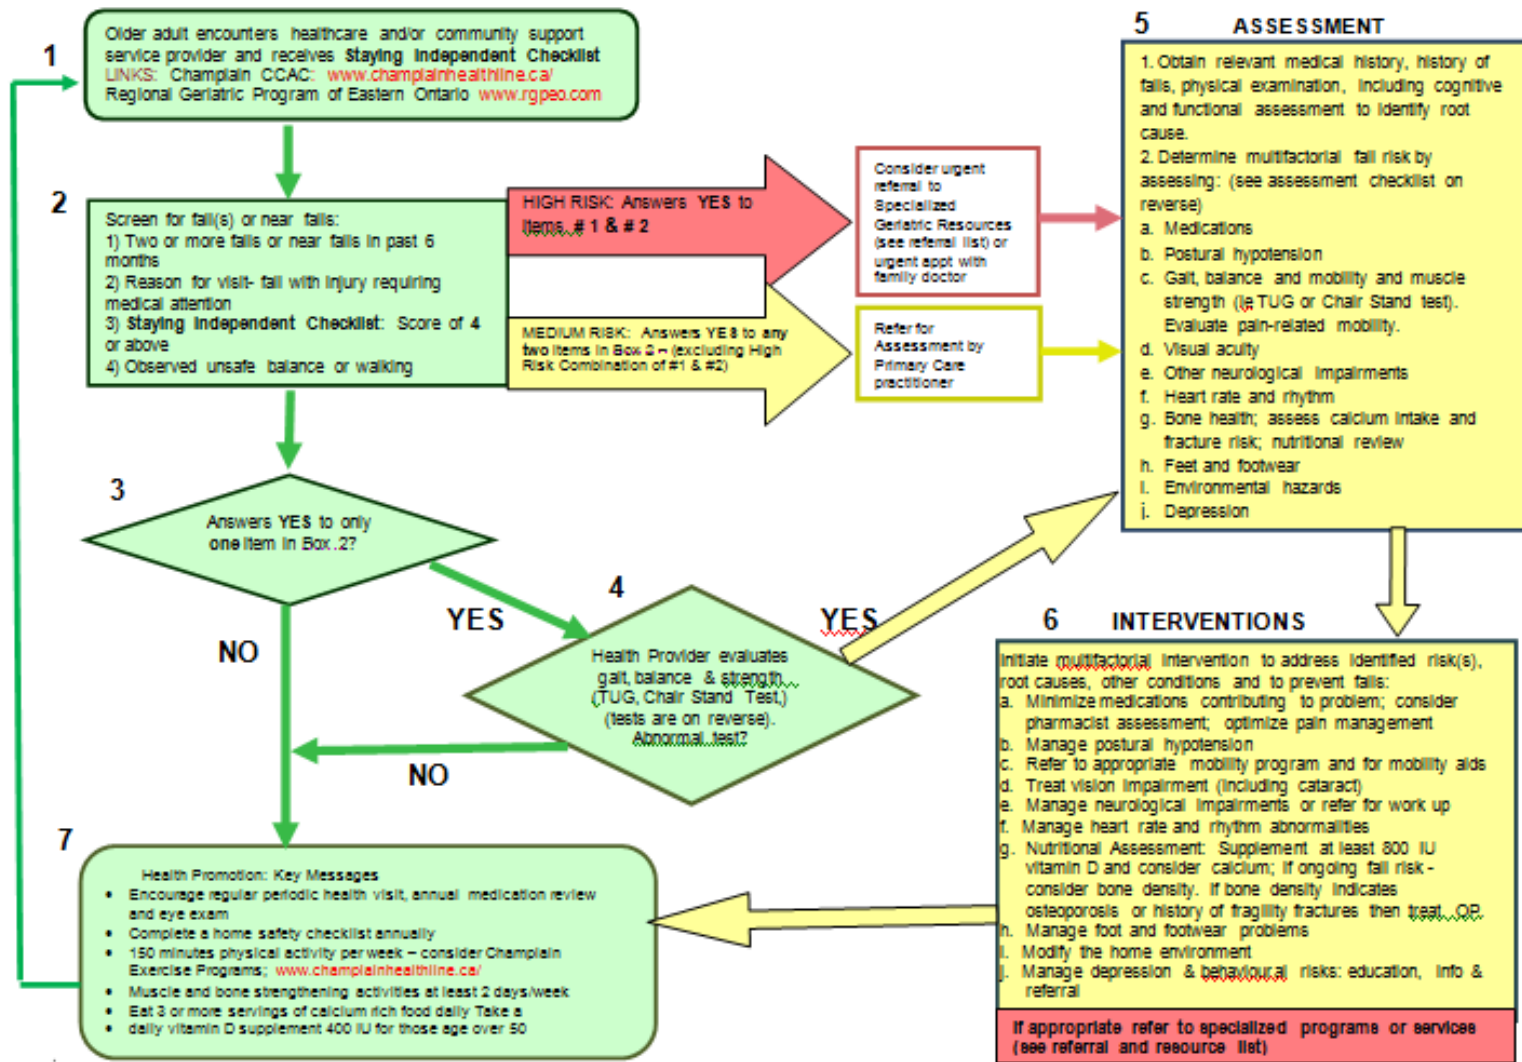 1
Older adult encounters healthcare and/or community support
service provider and receives Staying Independent Checklist
LINKS: Champlain CCAC: www.champlainhealthline.ca/
Regional Geriatric Program of Eastern Ontario www.rgpeo.com
2
Screen for fall(s) or near falls:
1) Two or more falls or near falls in past 6
months
2) Reason for visit- fall with injury requiring
medical attention
3) Staying Independent Checklist: Score of 4
or above
4) Observed unsafe balance or walking
HIGH RISK: Answers YES to
items # 1 & # 2
MEDIUM RISK: Answers YES to any
two items in Box 2 – (excluding High
Risk Combination of #1 & #2)
Consider urgent
referral to
Specialized
Geriatric Resources
(see referral list) or
urgent appt with
family doctor
Refer for
Assessment by
Primary Care
practitioner
3
Answers YES to only
one item in Box 2?
YES
NO
4
Health Provider evaluates
gait, balance & strength
(TUG, Chair Stand Test,)
(tests are on reverse).
Abnormal test?
YES
NO
5 ASSESSMENT
1. Obtain relevant medical history, history of
falls, physical examination, including cognitive
and functional assessment to identify root
cause.
2. Determine multifactorial fall risk by
assessing: (see assessment checklist on
reverse)
a. Medications
b. Postural hypotension
c. Gait, balance and mobility and muscle
strength (ie TUG or Chair Stand test).
Evaluate pain-related mobility.
d. Visual acuity
e. Other neurological impairments
f. Heart rate and rhythm
g. Bone health; assess calcium intake and
fracture risk; nutritional review
h. Feet and footwear
i. Environmental hazards
j. Depression
6 INTERVENTIONS
Initiate multifactorial intervention to address identified risk(s),
root causes, other conditions and to prevent falls:
a. Minimize medications contributing to problem; consider
pharmacist assessment; optimize pain management
b. Manage postural hypotension
c. Refer to appropriate mobility program and for mobility aids
d. Treat vision impairment (including cataract)
e. Manage neurological impairments or refer for work up
f. Manage heart rate and rhythm abnormalities
g. Nutritional Assessment: Supplement at least 800 IU
vitamin D and consider calcium; if ongoing fall risk -
consider bone density. If bone density indicates
osteoporosis or history of fragility fractures then treat OP.
h. Manage foot and footwear problems
i. Modify the home environment
j. Manage depression & behavioural risks: education, info &
referral
If appropriate refer to specialized programs or services
(see referral and resource list)
7
Health Promotion: Key Messages
• Encourage regular periodic health visit, annual medication review
and eye exam
• Complete a home safety checklist annually
• 150 minutes physical activity per week – consider Champlain
Exercise Programs; www.champlainhealthline.ca/
• Muscle and bone strengthening activities at least 2 days/week
• Eat 3 or more servings of calcium rich food daily Take a
• daily vitamin D supplement 400 IU for those age over 50